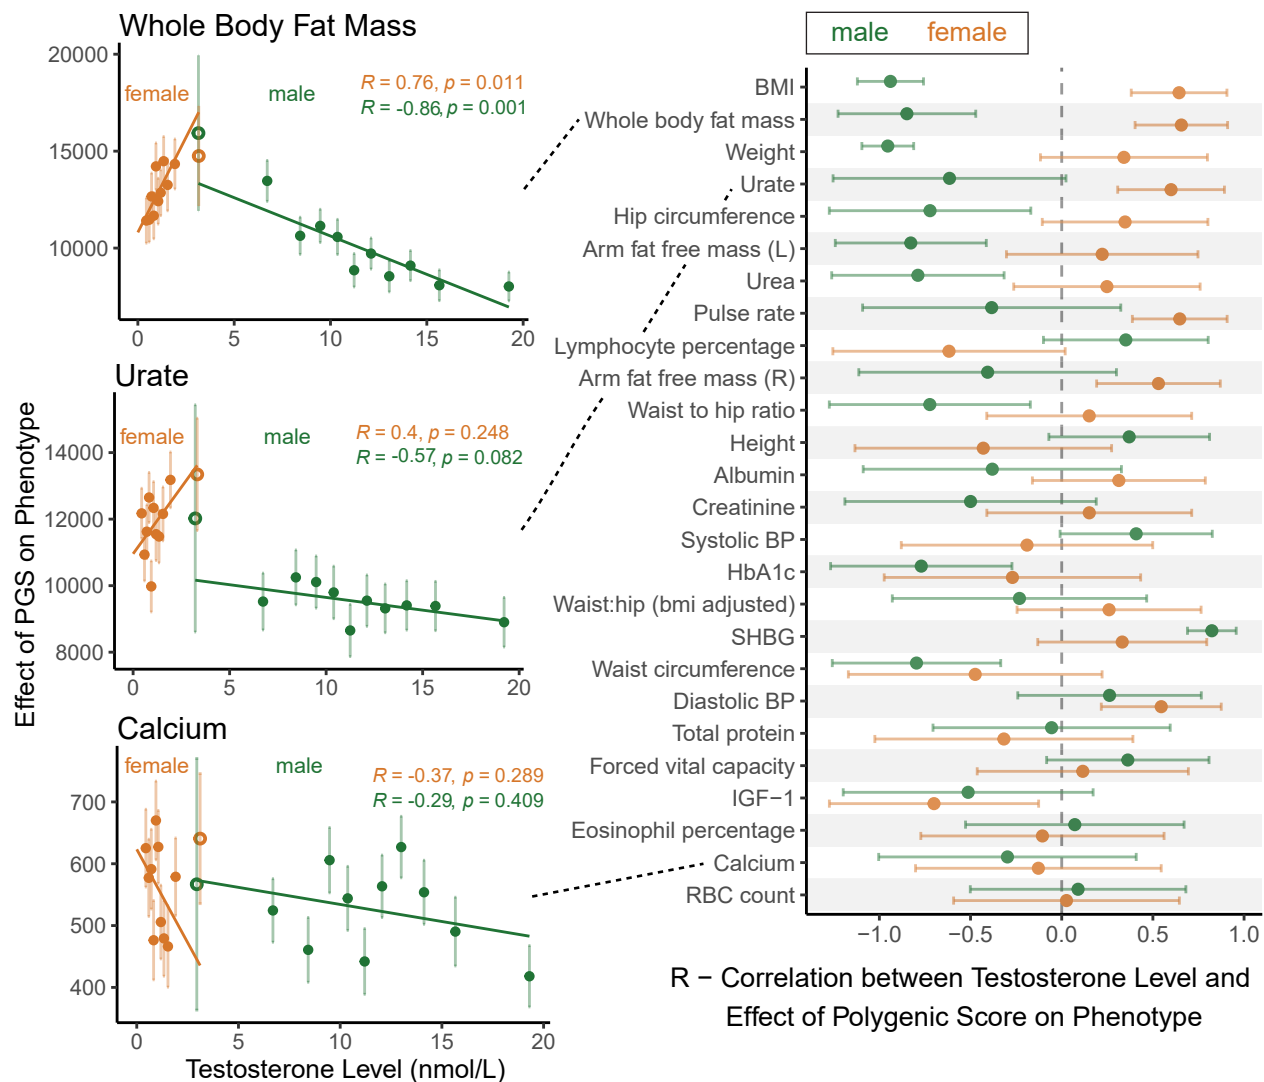 Whole Body Fat Mass
20000
15000
10000
female
male
R = 0.76, p = 0.011
R = -0.86, p = 0.001
0 5 10 15 20
Urate
14000
12000
10000
8000
female
male
R = 0.4, p = 0.248
R = -0.57, p = 0.082
0 5 10 15 20
Effect of PGS on Phenotype
Calcium
700
600
500
400
female
male
R = -0.37, p = 0.289
R = -0.29, p = 0.409
0 5 10 15 20
Testosterone Level (nmol/L)
male female
BMI
Whole body fat mass
Weight
Urate
Hip circumference
Arm fat free mass (L)
Urea
Pulse rate
Lymphocyte percentage
Arm fat free mass (R)
Waist to hip ratio
Height
Albumin
Creatinine
Systolic BP
HbA1c
Waist:hip (bmi adjusted)
SHBG
Waist circumference
Diastolic BP
Total protein
Forced vital capacity
IGF−1
Eosinophil percentage
Calcium
RBC count
−1.0 −0.5 0.0 0.5 1.0
R − Correlation between Testosterone Level and
Effect of Polygenic Score on Phenotype